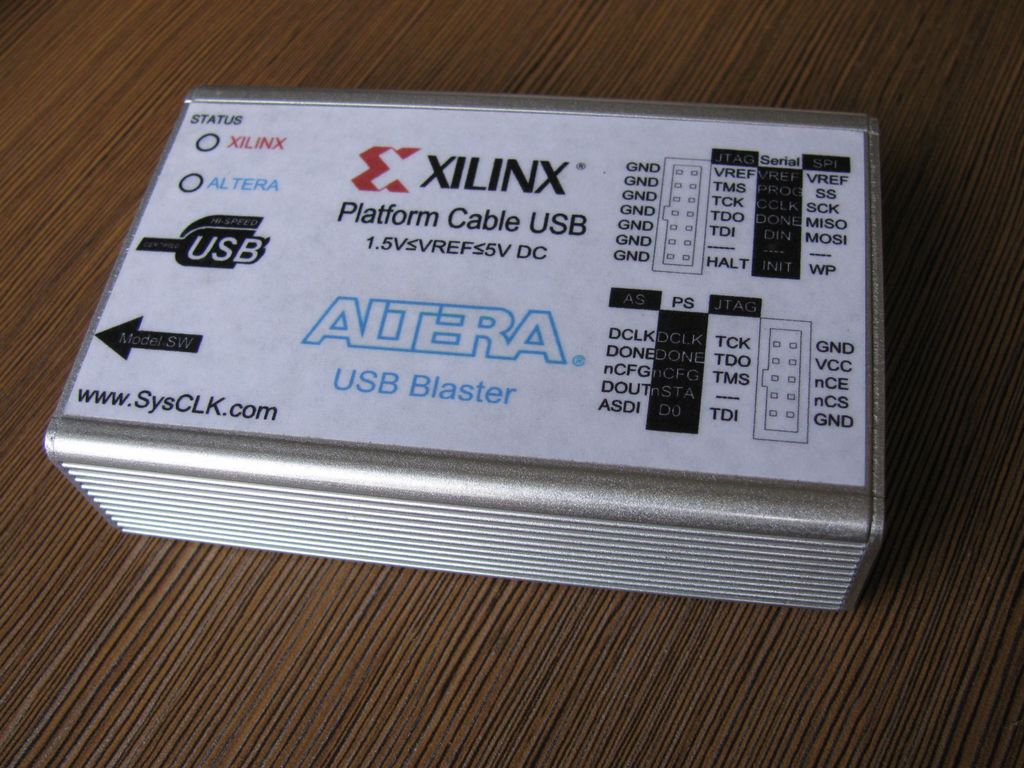 STATUS
XILINX
ALTERA
HI-SPEED
CERTIFIED
USB
Model SW
www.SysCLK.com
XILINX®
Platform Cable USB
1.5V≤VREF≤5V DC
ALTERA®
USB Blaster
JTAG Serial SPI
GND VREF VREF VREF
GND TMS PROG SS
GND TCK CCLK SCK
GND TDO DONE MISO
GND TDI DIN MOSI
GND ---- ---- ----
GND HALT INIT WP
AS PS JTAG
DCLK DCLK TCK GND
DONE DONE TDO VCC
nCFG nCFG TMS nCE
DOUT nSTA ---- nCS
ASDI D0 TDI GND